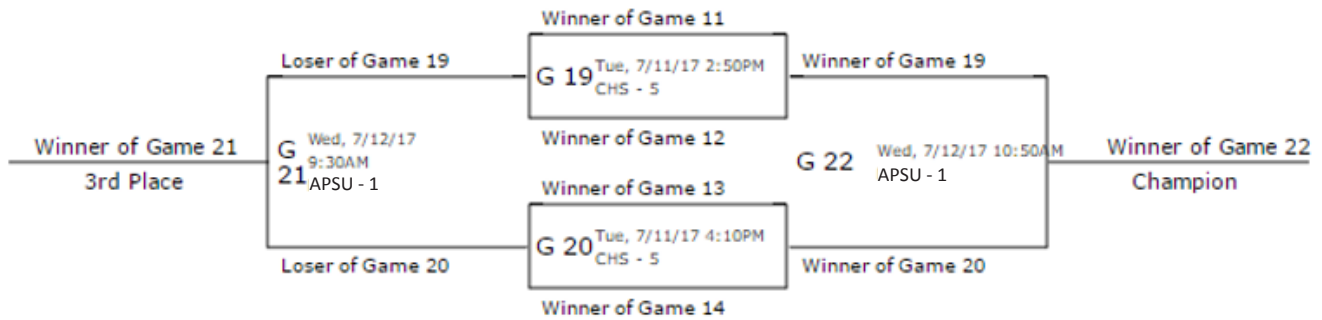 Winner of Game 11
Loser of Game 19
G 19 Tue, 7/11/17 2:50PM
CHS - 5
Winner of Game 19
Winner of Game 12
Winner of Game 21
3rd Place
G
21
Wed, 7/12/17
9:30AM
APSU - 1
G 22
Wed, 7/12/17 10:50AM
APSU - 1
Winner of Game 22
Champion
Winner of Game 13
G 20 Tue, 7/11/17 4:10PM
CHS - 5
Loser of Game 20
Winner of Game 20
Winner of Game 14